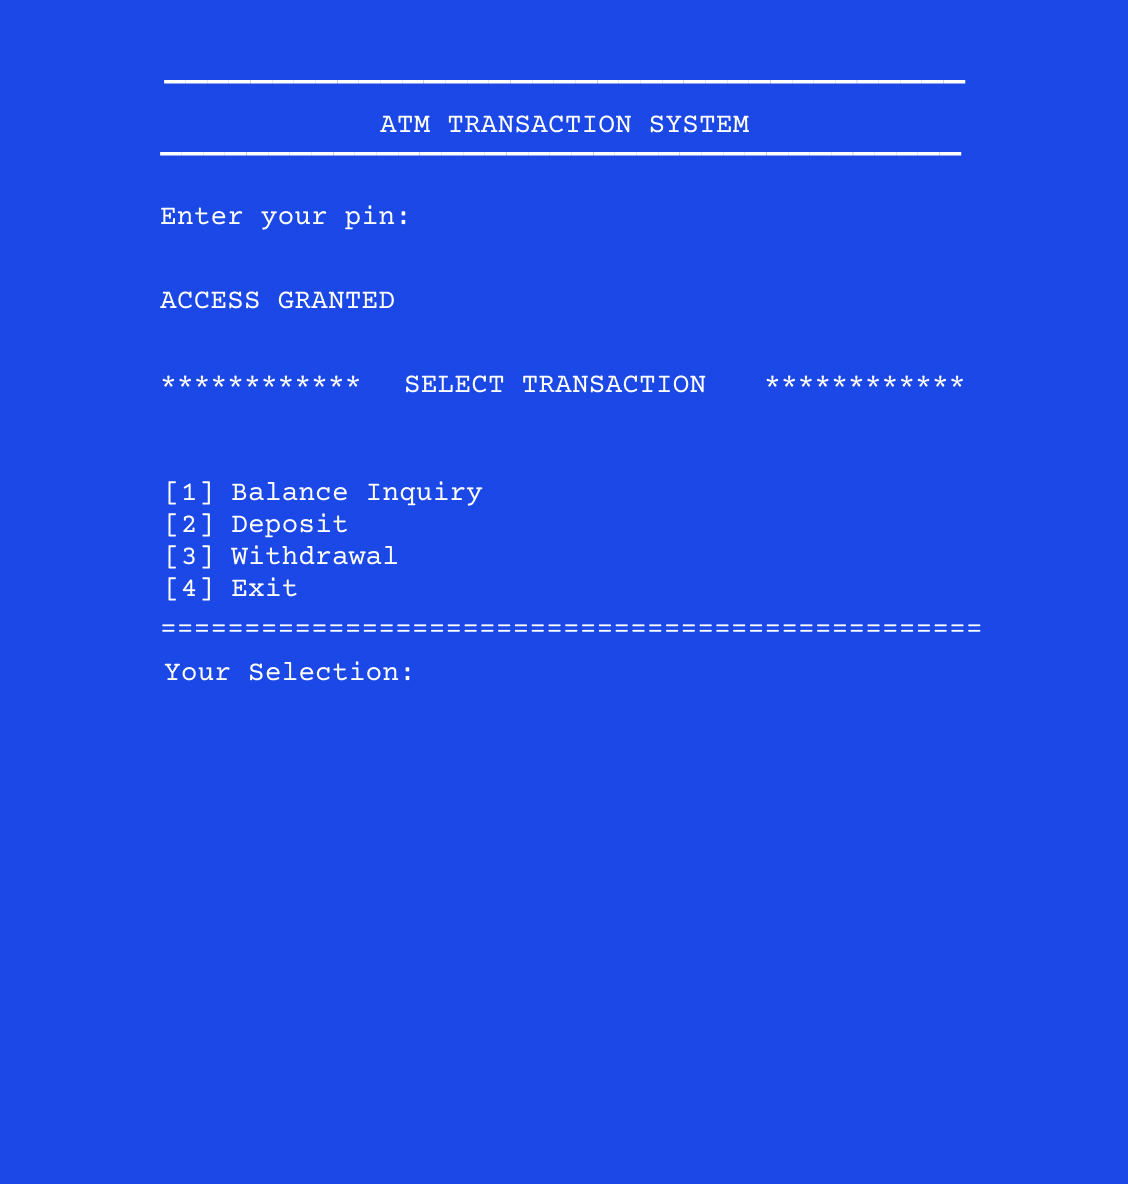 ATM TRANSACTION SYSTEM
Enter your pin:
ACCESS GRANTED
************ SELECT TRANSACTION ************
[1] Balance Inquiry
[2] Deposit
[3] Withdrawal
[4] Exit
=================================================
Your Selection: